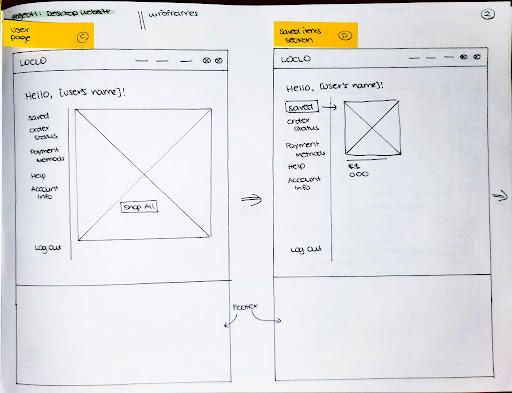 Project 1: Desktop Website
wireframes
2
User
page
C
LOCLO
Hello, [user's name]!
Saved
Order
Status
Payment
Methods
Help
Account
Info
Log Out
Shop All
Saved items
section
D
LOCLO
Hello, [user's name]!
Saved
Order
Status
Payment
Methods
Help
Account
Info
Log Out
Footer